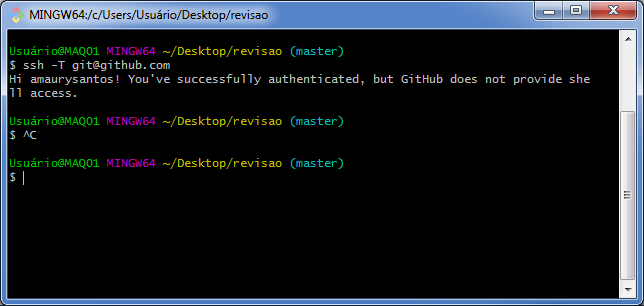 MINGW64:/c/Users/Usuário/Desktop/revisao
Usuário@MAQ01 MINGW64 ~/Desktop/revisao (master)
$ ssh -T git@github.com
Hi amaurysantos! You've successfully authenticated, but GitHub does not provide she
ll access.
Usuário@MAQ01 MINGW64 ~/Desktop/revisao (master)
$ ^C
Usuário@MAQ01 MINGW64 ~/Desktop/revisao (master)
$